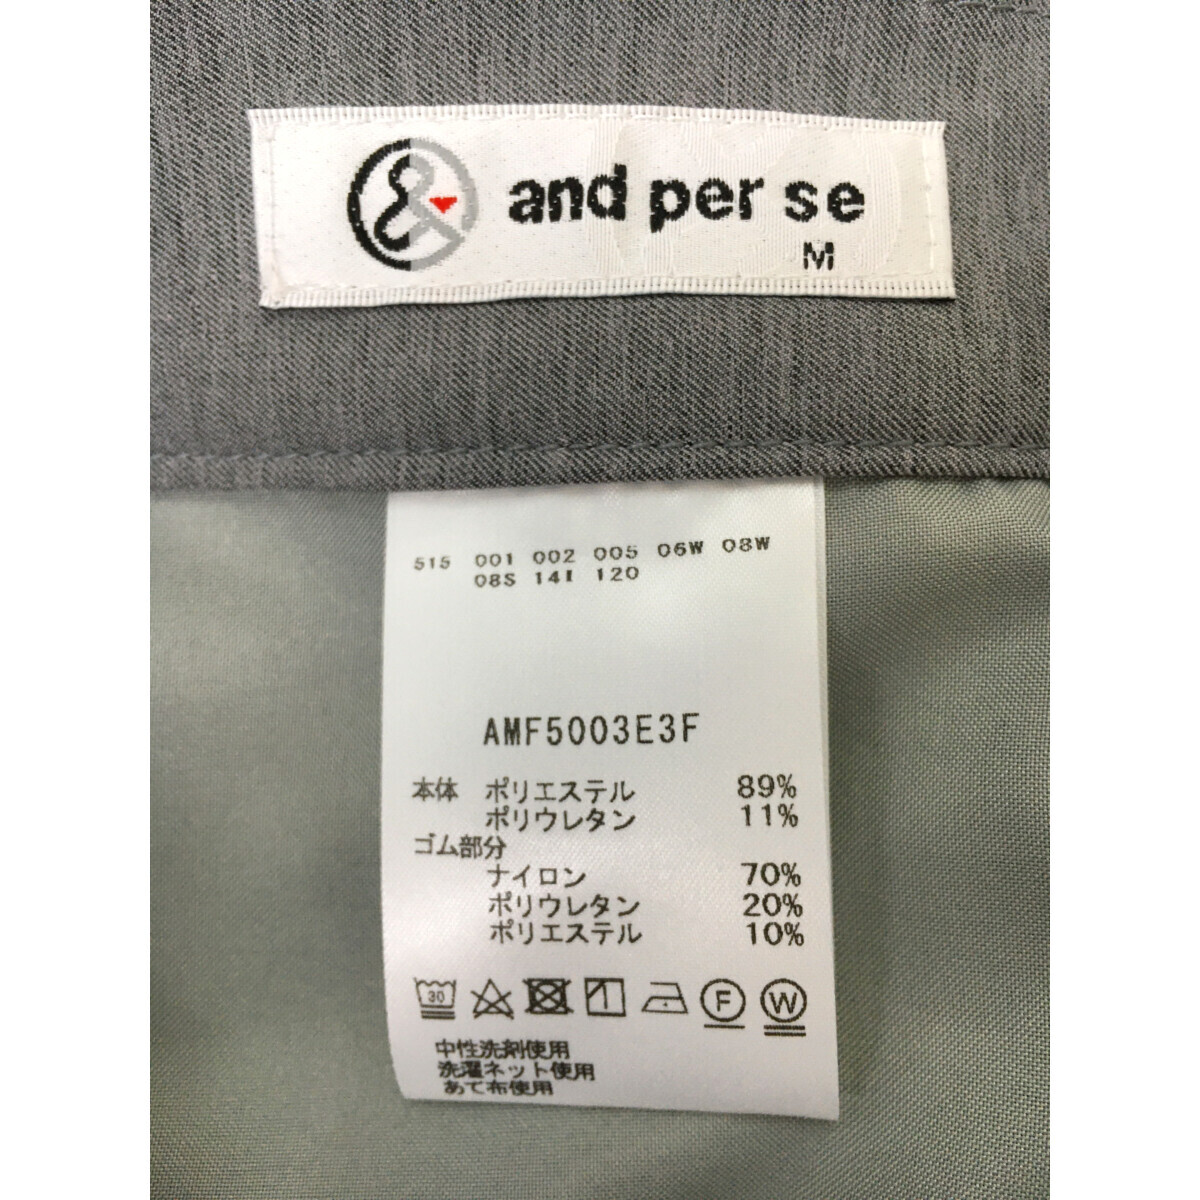 & and per se
M
515 001 002 005 06W 08W
08S 14I 120
AMF5003E3F
本体 ポリエステル 89%
ポリウレタン 11%
ゴム部分
ナイロン 70%
ポリウレタン 20%
ポリエステル 10%
30 F W
中性洗剤使用
洗濯ネット使用
あて布使用